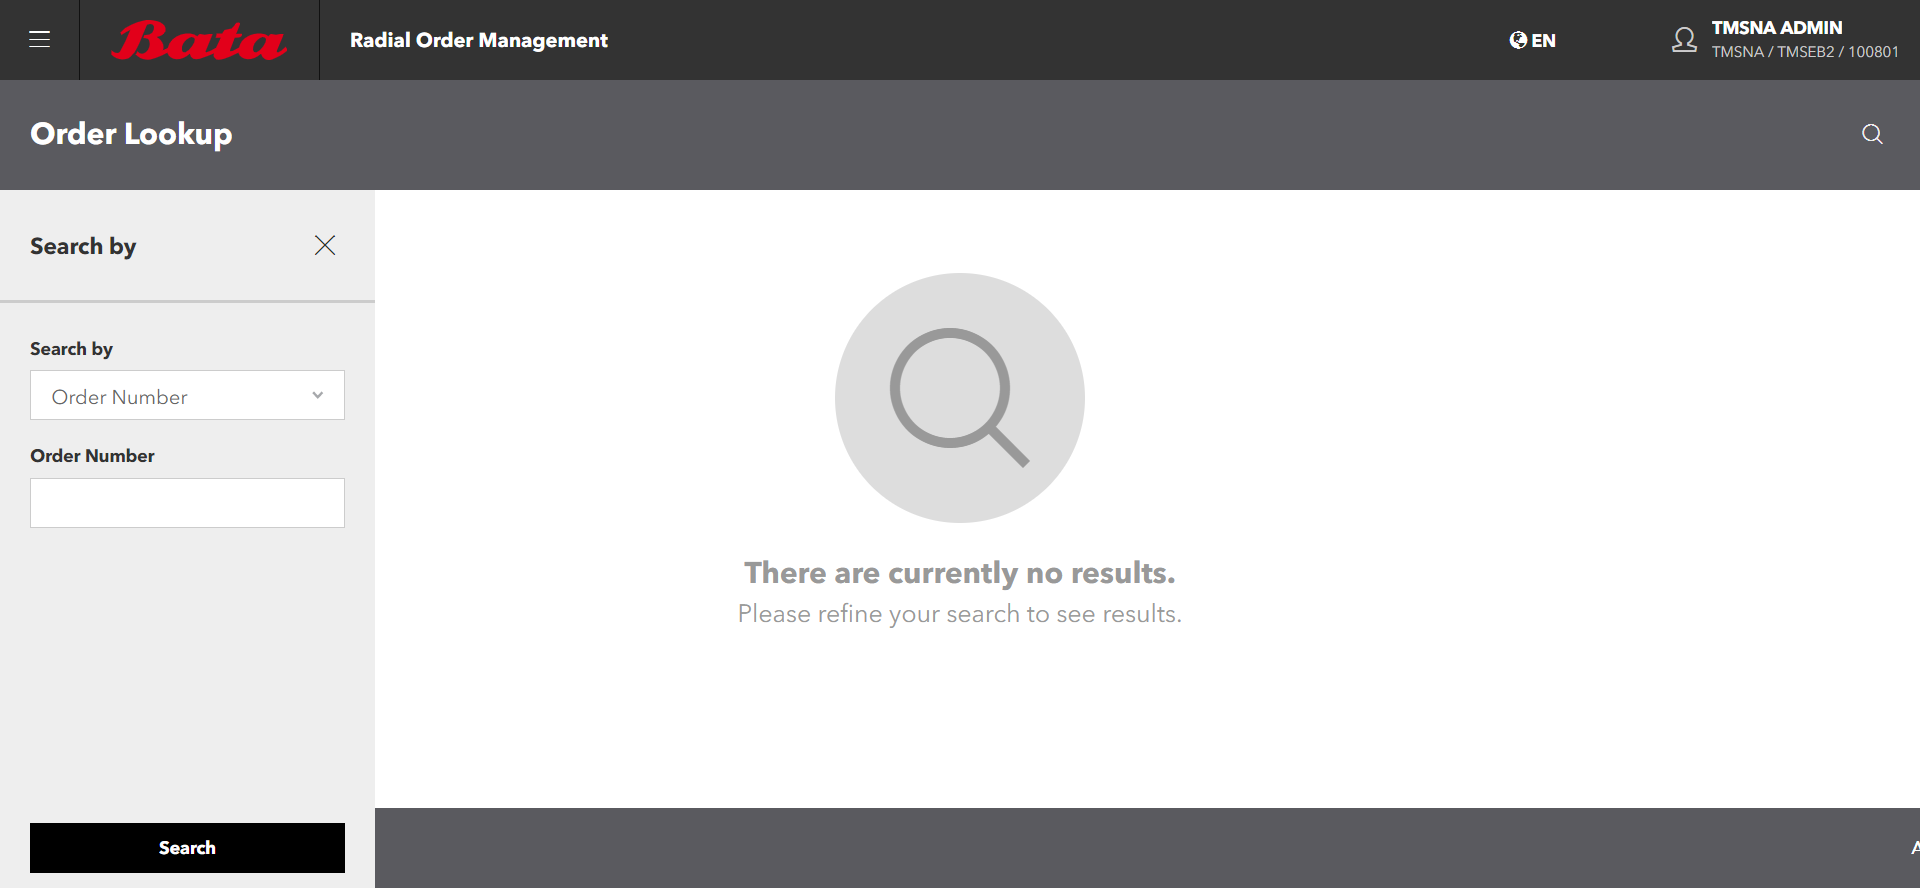 Bata
Radial Order Management
EN
TMSNA ADMIN
TMSNA / TMSEB2 / 100801
Order Lookup
Search by
Search by
Order Number
Order Number
There are currently no results.
Please refine your search to see results.
Search